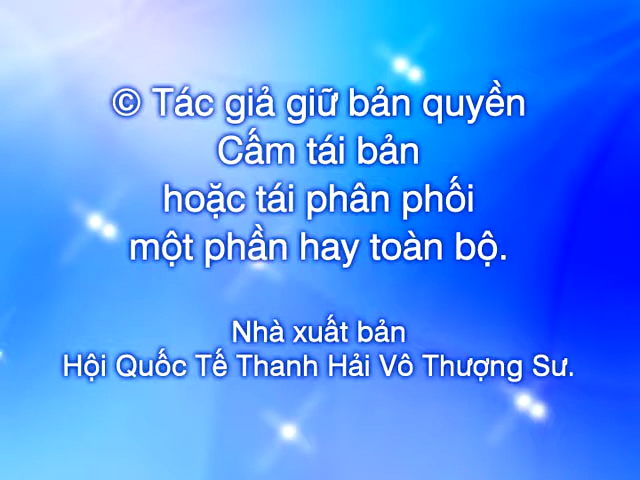 © Tác giả giữ bản quyền
Cấm tái bản
hoặc tái phân phối
một phần hay toàn bộ.
Nhà xuất bản
Hội Quốc Tế Thanh Hải Vô Thượng Sư.